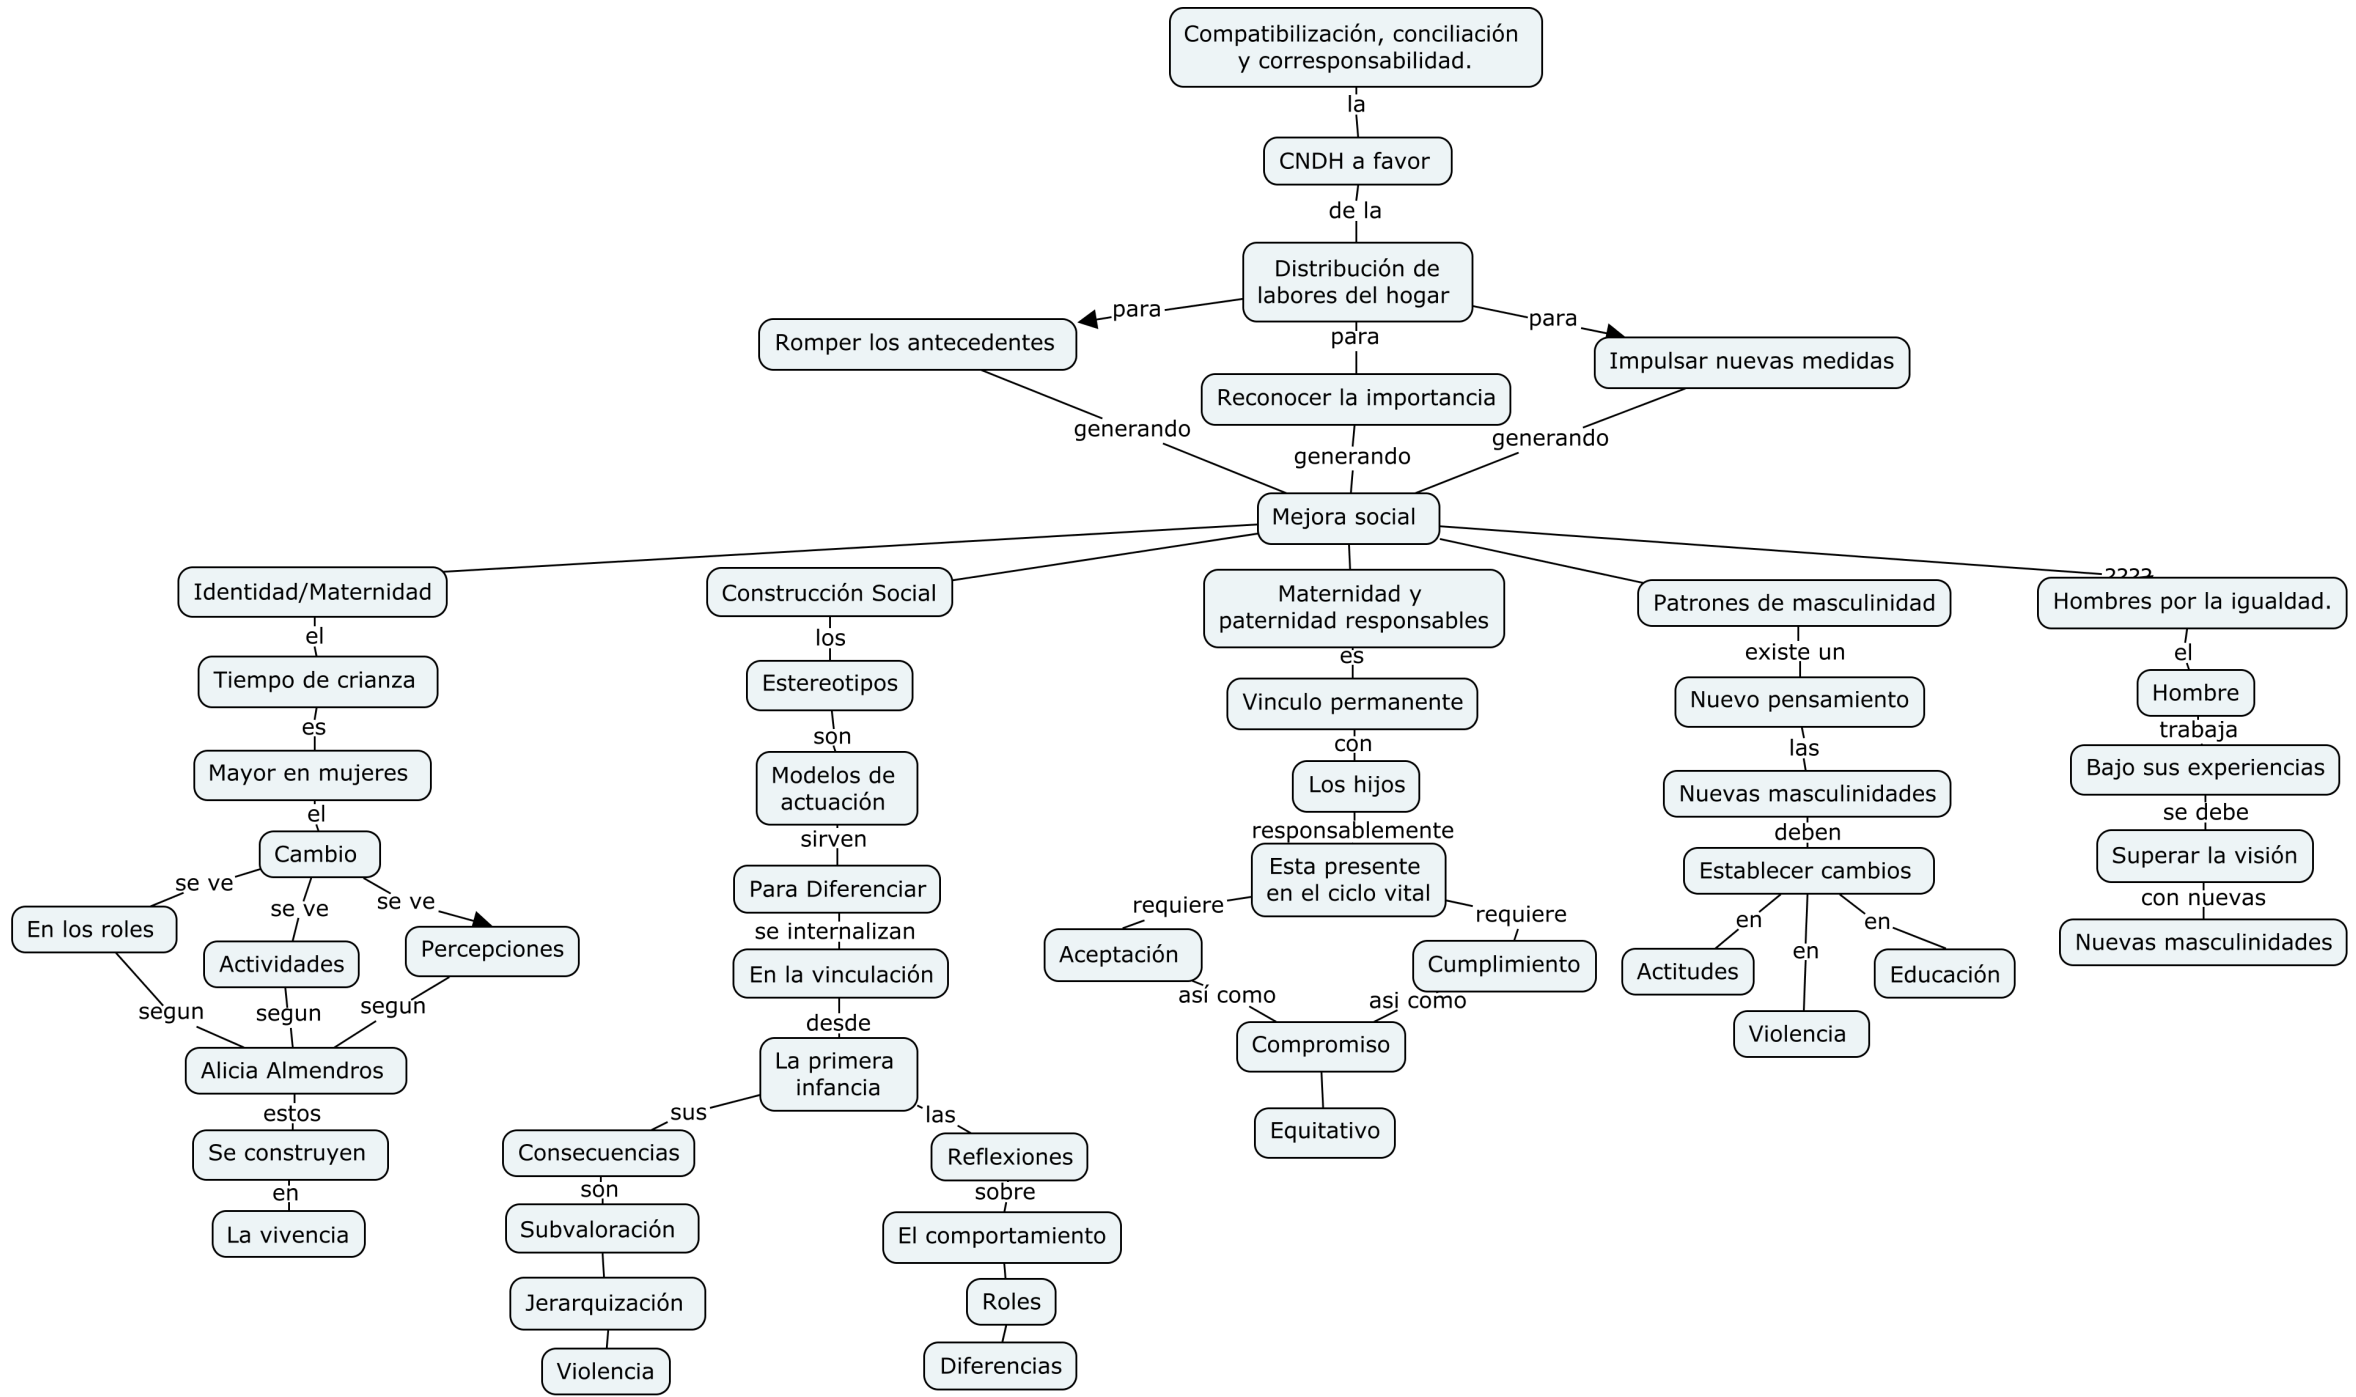 Compatibilización, conciliación
y corresponsabilidad.
la
CNDH a favor
de la
Distribución de
labores del hogar
para
para
para
Romper los antecedentes
Impulsar nuevas medidas
Reconocer la importancia
generando
generando
generando
Mejora social
????
Identidad/Maternidad
el
Tiempo de crianza
es
Mayor en mujeres
el
Cambio
se ve
se ve
se ve
En los roles
Actividades
Percepciones
segun
segun
segun
Alicia Almendros
estos
Se construyen
en
La vivencia
Construcción Social
los
Estereotipos
son
Modelos de
actuación
sirven
Para Diferenciar
se internalizan
En la vinculación
desde
La primera
infancia
sus
Consecuencias
son
Subvaloración
Jerarquización
Violencia
las
Reflexiones
sobre
El comportamiento
Roles
Diferencias
Maternidad y
paternidad responsables
es
Vinculo permanente
con
Los hijos
responsablemente
Esta presente
en el ciclo vital
requiere
requiere
Aceptación
Cumplimiento
así como
asi como
Compromiso
Equitativo
Patrones de masculinidad
existe un
Nuevo pensamiento
las
Nuevas masculinidades
deben
Establecer cambios
en
en
en
Actitudes
Violencia
Educación
Hombres por la igualdad.
el
Hombre
trabaja
Bajo sus experiencias
se debe
Superar la visión
con nuevas
Nuevas masculinidades